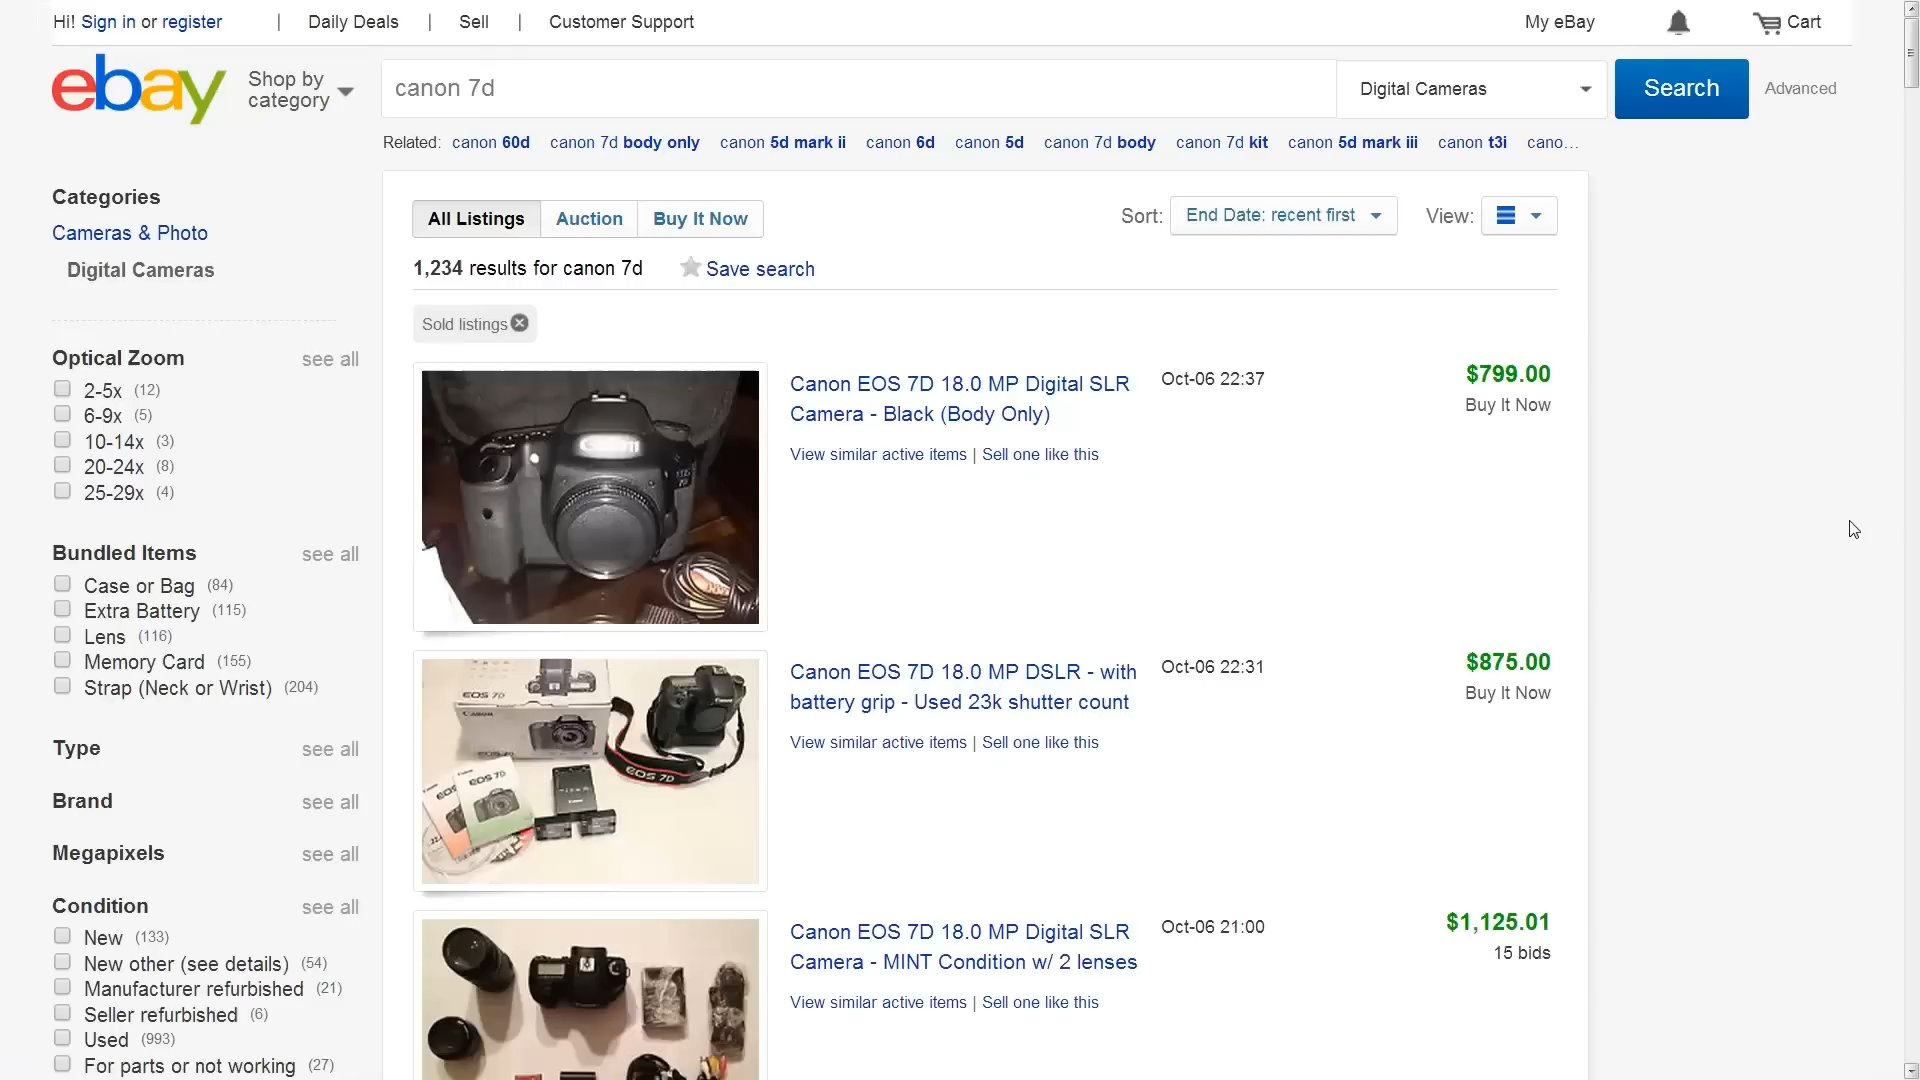 Hi! Sign in or register | Daily Deals | Sell | Customer Support My eBay Cart
ebay
Shop by
category
canon 7d
Digital Cameras
Search
Advanced
Related: canon 60d canon 7d body only canon 5d mark ii canon 6d canon 5d canon 7d body canon 7d kit canon 5d mark iii canon t3i cano...
Categories
Cameras & Photo
Digital Cameras
Optical Zoom see all
2-5x (12)
6-9x (5)
10-14x (3)
20-24x (8)
25-29x (4)
Bundled Items see all
Case or Bag (84)
Extra Battery (115)
Lens (116)
Memory Card (155)
Strap (Neck or Wrist) (204)
Type see all
Brand see all
Megapixels see all
Condition see all
New (133)
New other (see details) (54)
Manufacturer refurbished (21)
Seller refurbished (6)
Used (993)
For parts or not working (27)
All Listings Auction Buy It Now
Sort: End Date: recent first View:
1,234 results for canon 7d Save search
Sold listings
Canon EOS 7D 18.0 MP Digital SLR
Camera - Black (Body Only)
View similar active items | Sell one like this
Oct-06 22:37
$799.00
Buy It Now
EOS 7D
Canon
EOS 7D
EOS 7D
EOS 7D
Canon EOS 7D 18.0 MP DSLR - with
battery grip - Used 23k shutter count
View similar active items | Sell one like this
Oct-06 22:31
$875.00
Buy It Now
Canon EOS 7D 18.0 MP Digital SLR
Camera - MINT Condition w/ 2 lenses
View similar active items | Sell one like this
Oct-06 21:00
$1,125.01
15 bids